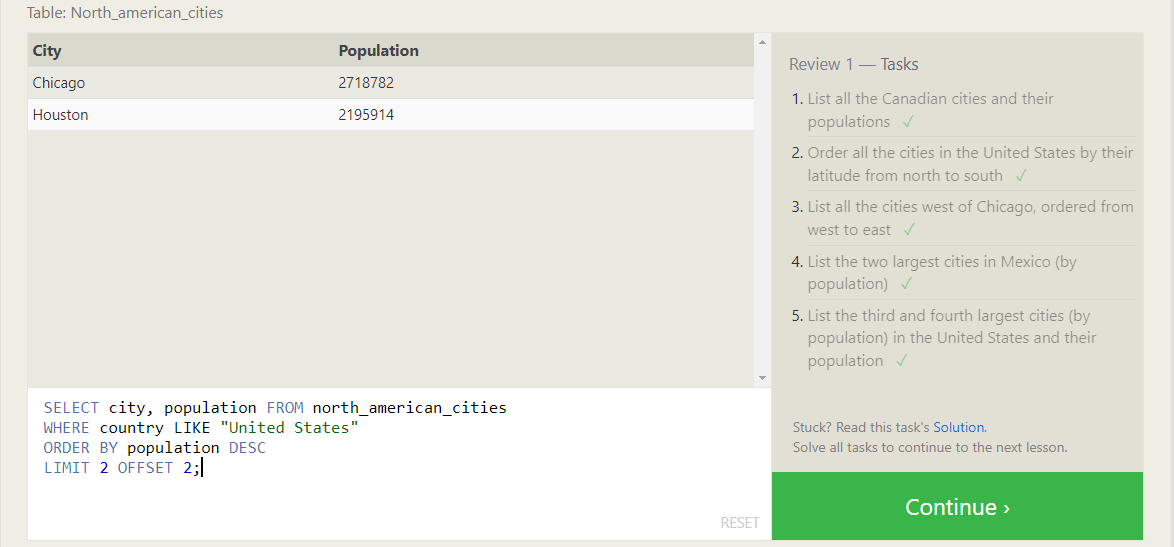 Table: North_american_cities
City Population
Chicago 2718782
Houston 2195914
SELECT city, population FROM north_american_cities
WHERE country LIKE "United States"
ORDER BY population DESC
LIMIT 2 OFFSET 2;
RESET
Review 1 — Tasks
1. List all the Canadian cities and their
populations ✓
2. Order all the cities in the United States by their
latitude from north to south ✓
3. List all the cities west of Chicago, ordered from
west to east ✓
4. List the two largest cities in Mexico (by
population) ✓
5. List the third and fourth largest cities (by
population) in the United States and their
population ✓
Stuck? Read this task's Solution.
Solve all tasks to continue to the next lesson.
Continue ›